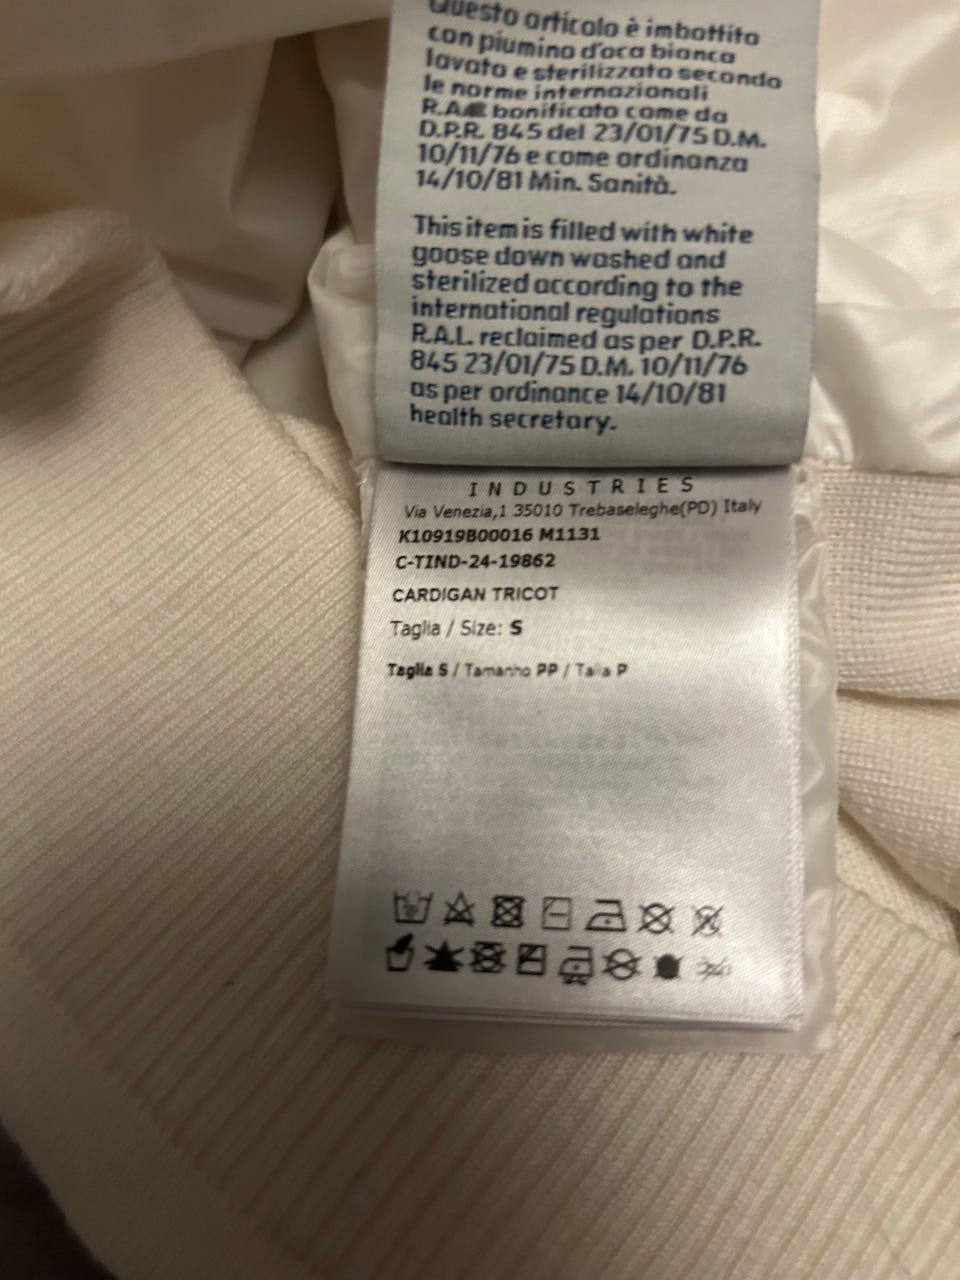 Questo articolo è imbottito
con piumino d'oca bianca
lavato e sterilizzato secondo
le norme internazionali
R.A. bonificato come da
D.P.R. 845 del 23/01/75 D.M.
10/11/76 e come ordinanza
14/10/81 Min. Sanità.
This item is filled with white
goose down washed and
sterilized according to the
international regulations
R.A.L. reclaimed as per D.P.R.
845 23/01/75 D.M. 10/11/76
as per ordinance 14/10/81
health secretary.
INDUSTRIES
Via Venezia,1 35010 Trebaseleghe(PD) Italy
K10919B00016 M1131
C-TIND-24-19862
CARDIGAN TRICOT
Taglia / Size: S
Taglia S / Tamanho PP / Talla P